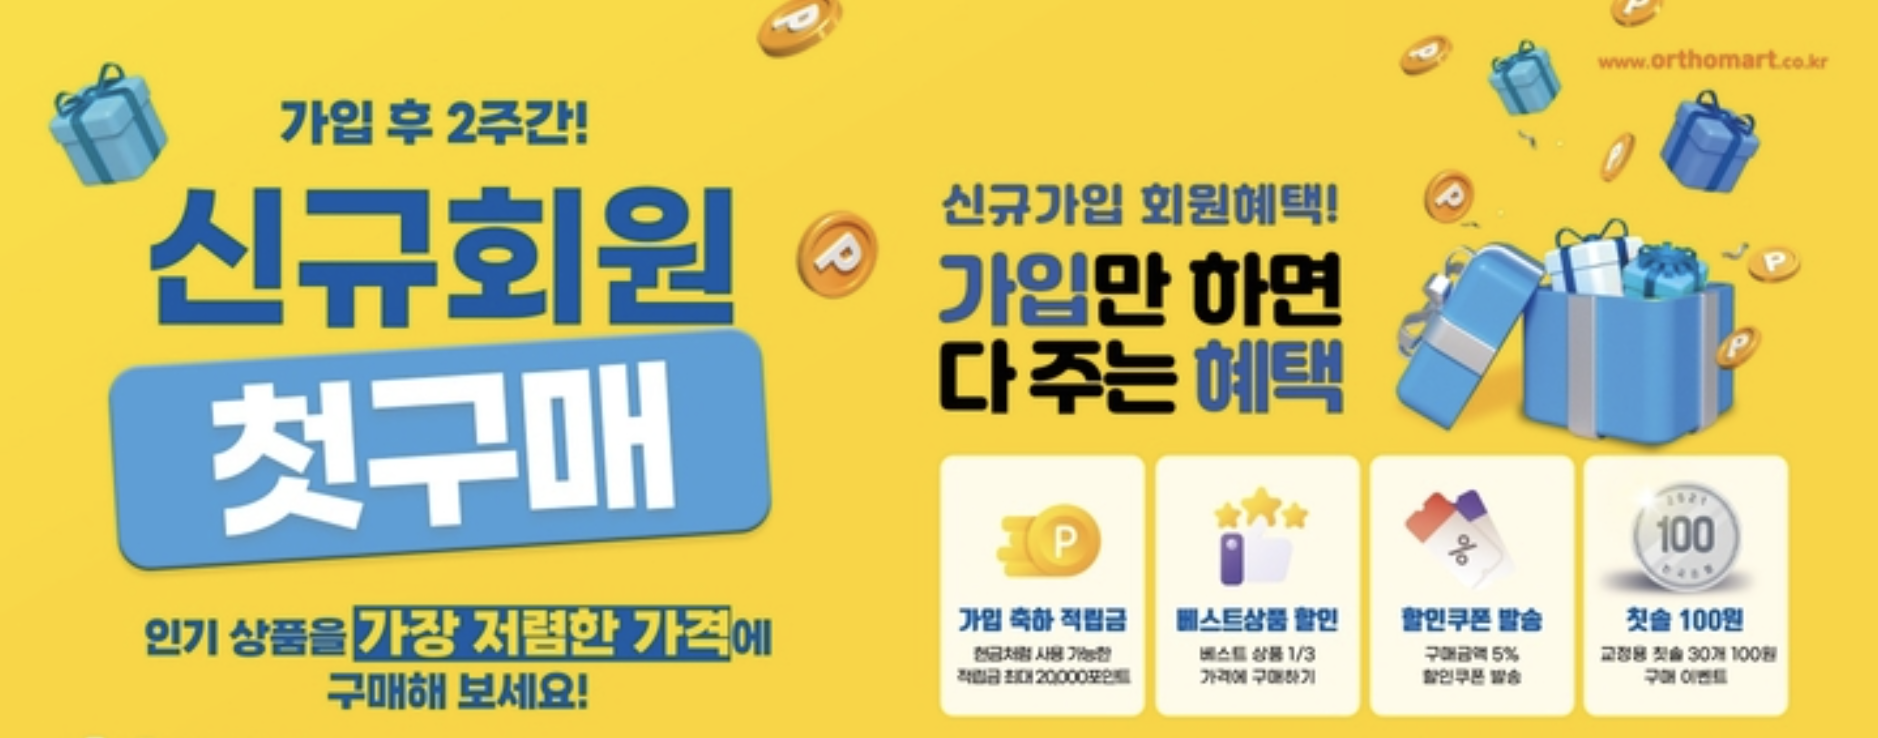 가입 후 2주간!
신규회원
첫구매
인기 상품을 가장 저렴한 가격에
구매해 보세요!
www.orthomart.co.kr
신규가입 회원혜택!
가입만 하면
다 주는 혜택
P
가입 축하 적립금
현금처럼 사용 가능한
적립금 최대 20,000포인트
베스트상품 할인
베스트 상품 1/3
가격에 구매하기
%
할인쿠폰 발송
구매금액 5%
할인쿠폰 발송
2021
100
한국은행
칫솔 100원
교정용 칫솔 30개 100원
구매 이벤트